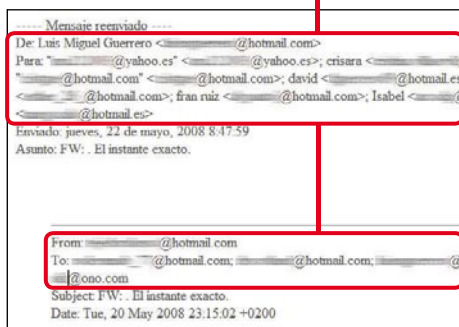 ----- Mensaje reenviado ----
De: Luis Miguel Guerrero < @hotmail.com>
Para: " @yahoo.es" < @yahoo.es>; crisara <
" @hotmail.com" < @hotmail.com>; david < @hotmail.es
< @hotmail.com>; fran ruiz < @hotmail.com>; Isabel < @
< @hotmail.es>
Enviado: jueves, 22 de mayo, 2008 8:47:59
Asunto: FW: . El instante exacto.
From: @hotmail.com
To: @hotmail.com; @hotmail.com; @
@ono.com
Subject: FW: . El instante exacto.
Date: Tue, 20 May 2008 23:15:02 +0200